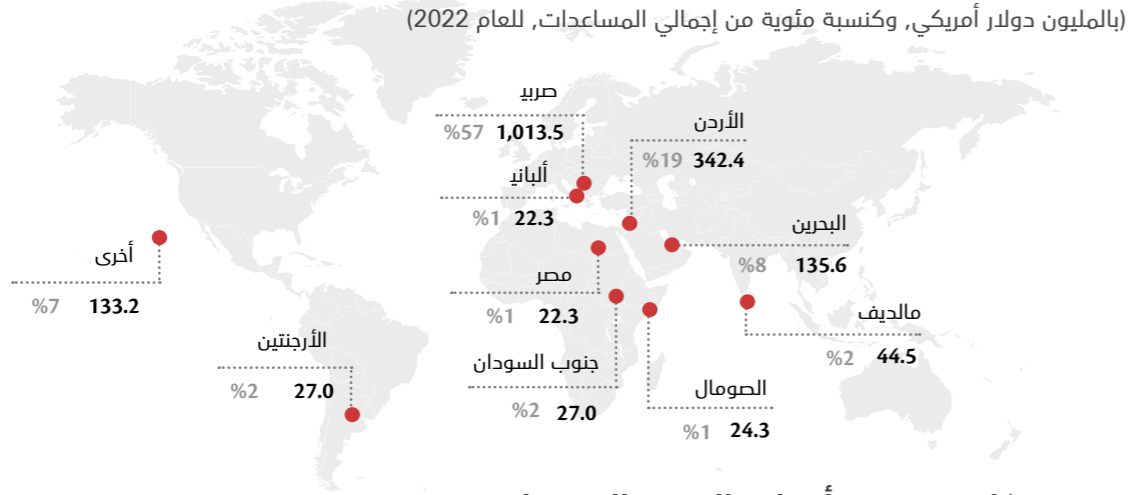 (بالمليون دولار أمريكي, وكنسبة مئوية من إجمالي المساعدات, للعام 2022)
صربي
1,013.5 %57
الأردن
342.4 %19
ألباني
22.3 %1
البحرين
135.6 %8
أخرى
133.2 %7
مصر
22.3 %1
مالديف
44.5 %2
الأرجنتين
27.0 %2
جنوب السودان
27.0 %2
الصومال
24.3 %1